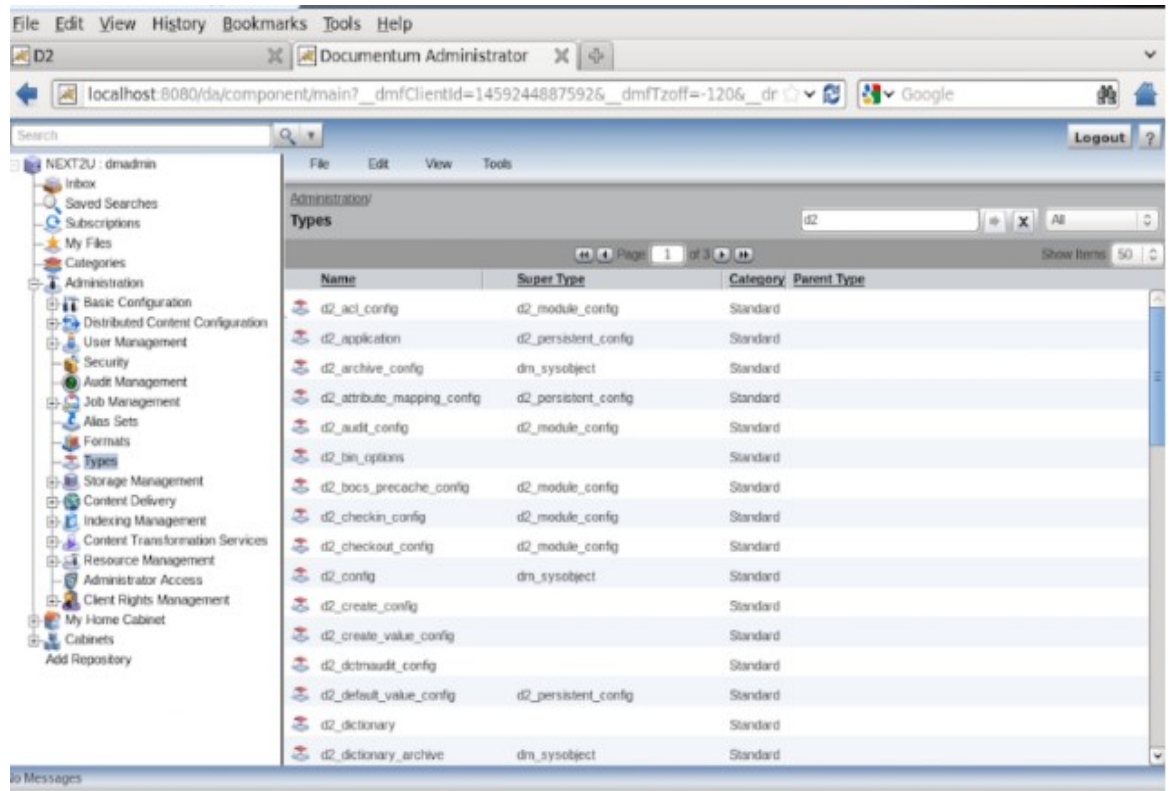 File Edit View History Bookmarks Tools Help
D2
Documentum Administrator
localhost:8080/da/component/main?__dmfClientId=1459244887592&__dmfTzoff=-120&__dr
Google
Search
Logout ?
NEXT2U : dmadmin
Inbox
Saved Searches
Subscriptions
My Files
Categories
Administration
Basic Configuration
Distributed Content Configuration
User Management
Security
Audit Management
Job Management
Alias Sets
Formats
Types
Storage Management
Content Delivery
Indexing Management
Content Transformation Services
Resource Management
Administrator Access
Client Rights Management
My Home Cabinet
Cabinets
Add Repository
File Edit View Tools
Administration/
Types
d2 X All
Page 1 of 3
Show Items 50
Name Super Type Category Parent Type
d2_acl_config d2_module_config Standard
d2_application d2_persistent_config Standard
d2_archive_config dm_sysobject Standard
d2_attribute_mapping_config d2_persistent_config Standard
d2_audit_config d2_module_config Standard
d2_bin_options Standard
d2_bocs_precache_config d2_module_config Standard
d2_checkin_config d2_module_config Standard
d2_checkout_config d2_module_config Standard
d2_config dm_sysobject Standard
d2_create_config Standard
d2_create_value_config Standard
d2_dctmaudit_config Standard
d2_default_value_config d2_persistent_config Standard
d2_dictionary Standard
d2_dictionary_archive dm_sysobject Standard
No Messages